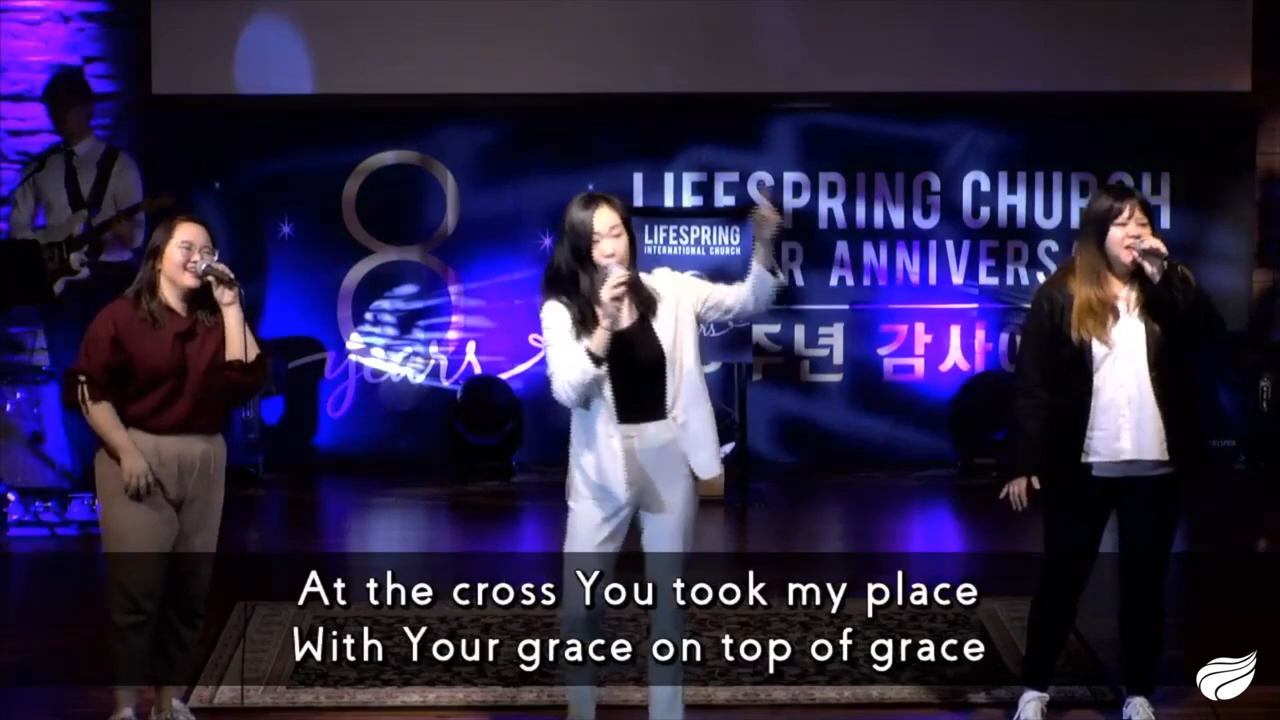 8
years
LIFESPRING CHURCH
ANNIVERS
LIFESPRING
INTERNATIONAL CHURCH
주년 감사
At the cross You took my place
With Your grace on top of grace